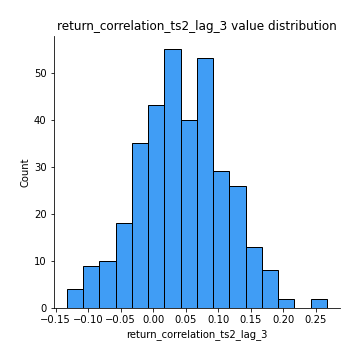 return_correlation_ts2_lag_3 value distribution
Count
50
40
30
20
10
0
−0.15 −0.10 −0.05 0.00 0.05 0.10 0.15 0.20 0.25
return_correlation_ts2_lag_3